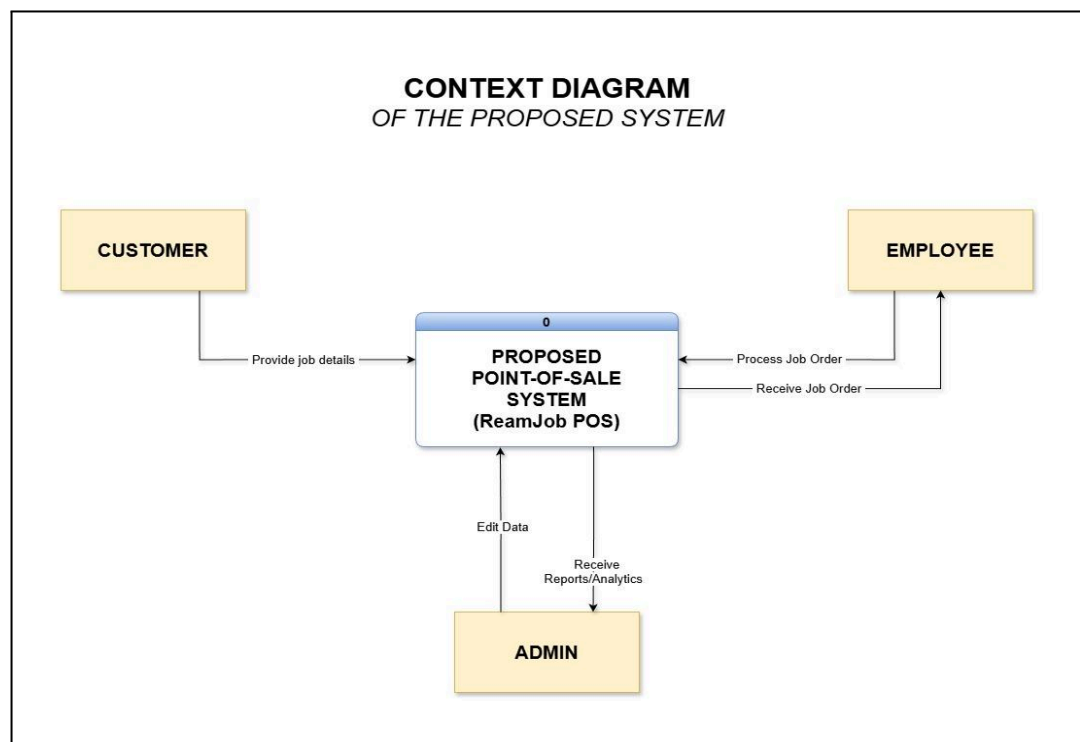 CONTEXT DIAGRAM
OF THE PROPOSED SYSTEM
CUSTOMER
EMPLOYEE
0
PROPOSED
POINT-OF-SALE
SYSTEM
(ReamJob POS)
Provide job details
Process Job Order
Receive Job Order
Edit Data
Receive
Reports/Analytics
ADMIN